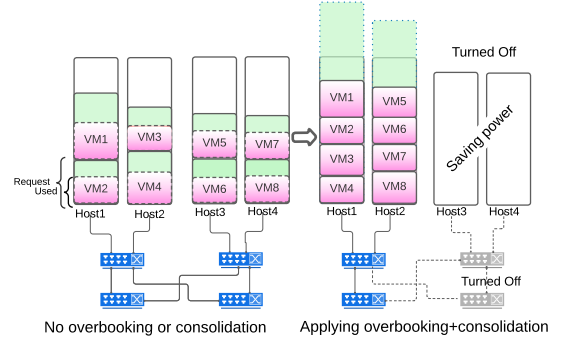 Turned Off
VM1
VM2
VM3
VM4
VM5
VM6
VM7
VM8
Request
Used
Host1
Host2
Host3
Host4
VM1
VM2
VM3
VM4
VM5
VM6
VM7
VM8
Saving power
Host1
Host2
Host3
Host4
Turned Off
No overbooking or consolidation
Applying overbooking+consolidation